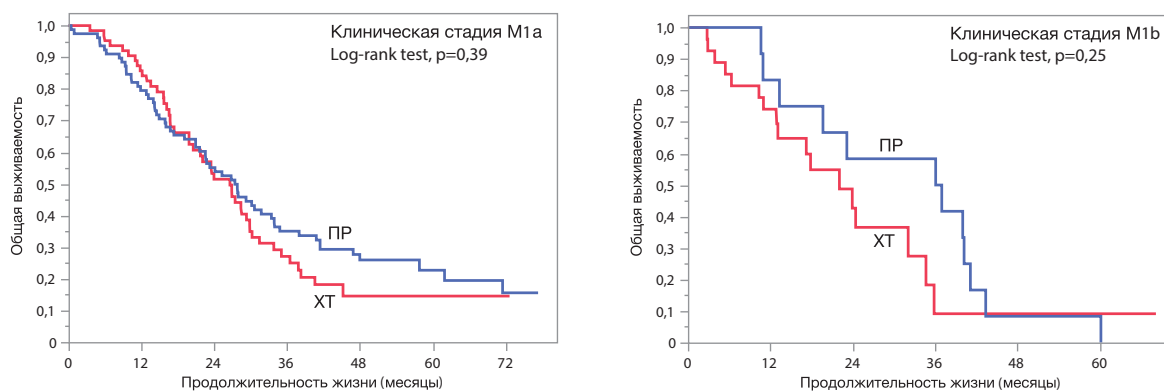 Клиническая стадия M1a
Log-rank test, p=0,39
Общая выживаемость
1,0
0,9
0,8
0,7
0,6
0,5
0,4
0,3
0,2
0,1
0
ПР
ХТ
0 12 24 36 48 60 72
Продолжительность жизни (месяцы)
Клиническая стадия M1b
Log-rank test, p=0,25
Общая выживаемость
1,0
0,9
0,8
0,7
0,6
0,5
0,4
0,3
0,2
0,1
0
ПР
ХТ
0 12 24 36 48 60
Продолжительность жизни (месяцы)